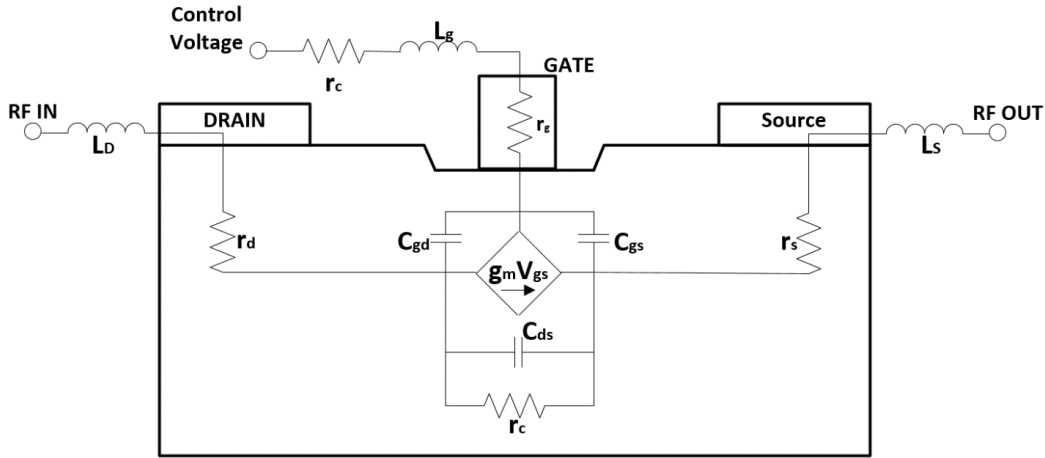 Control
Voltage
Lg
rc
GATE
RF IN
DRAIN
rg
Source
RF OUT
LD
LS
rd
Cgd
Cgs
rs
gmVgs
Cds
rc